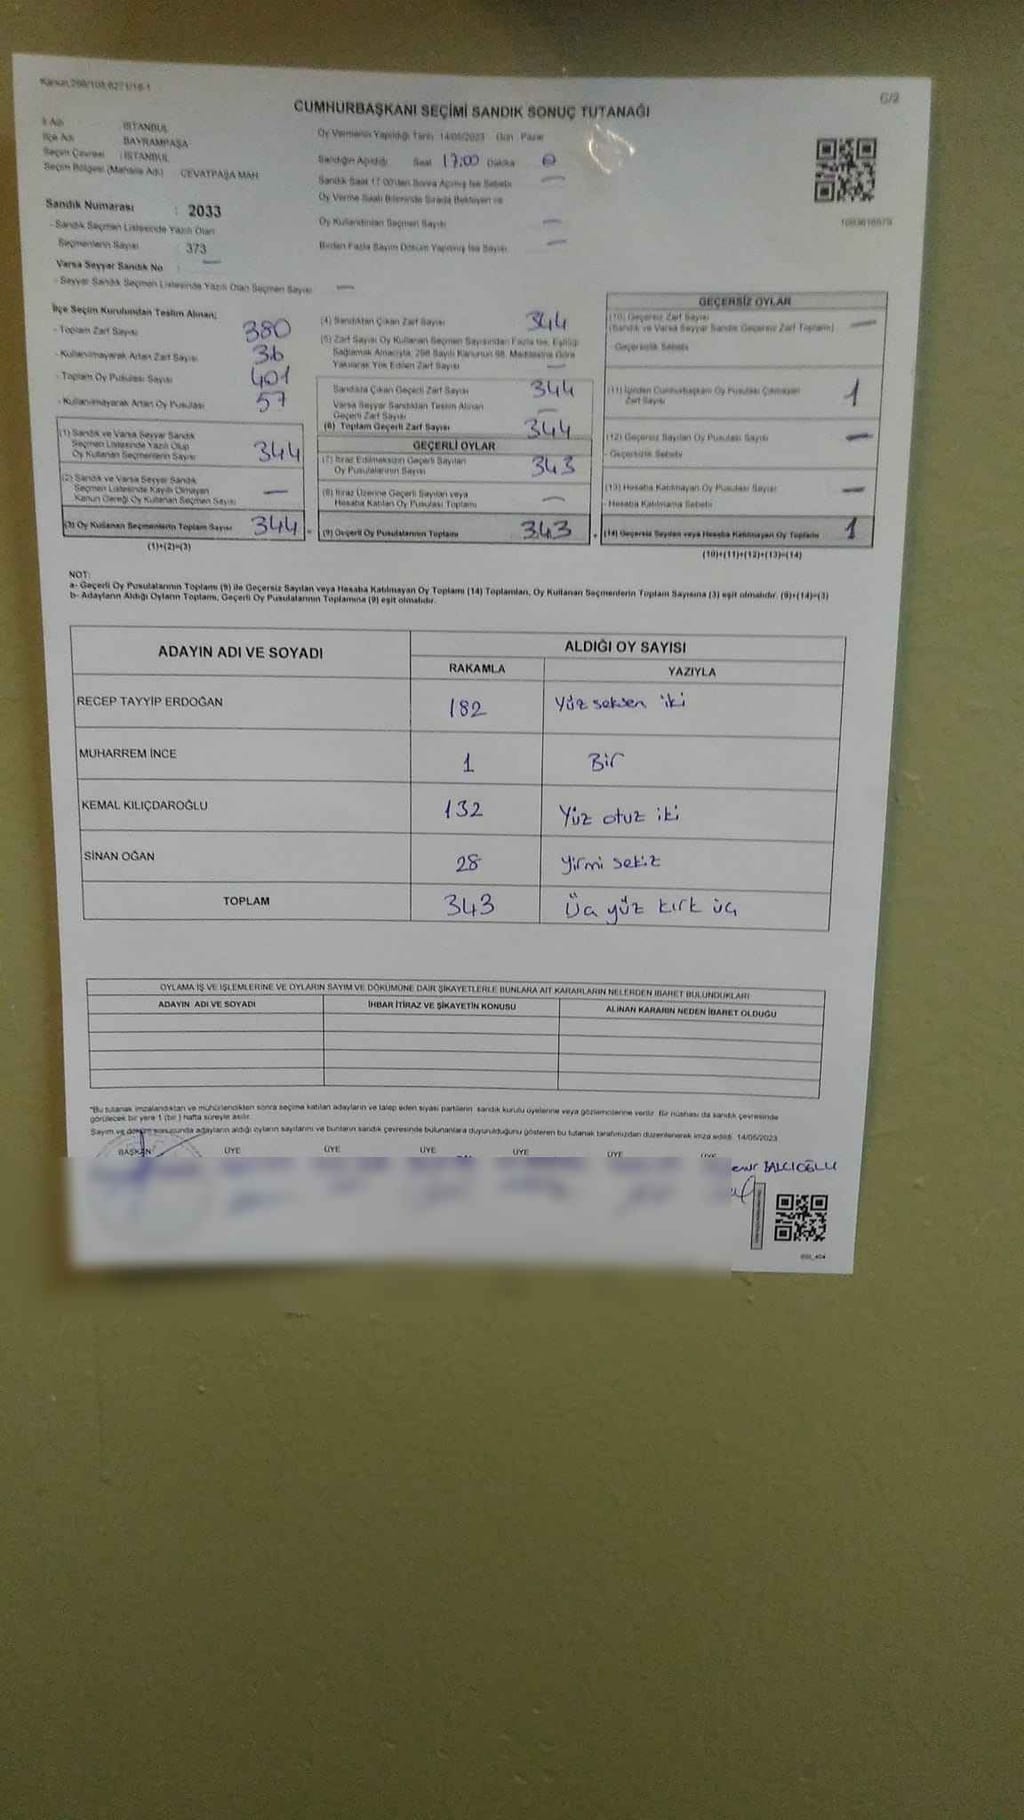 CUMHURBAŞKANI SEÇİMİ SANDIK SONUÇ TUTANAĞI
6/2
İl Adı İSTANBUL
İlçe Adı BAYRAMPAŞA
Seçim Çevresi : İSTANBUL
Seçim Bölgesi (Mahalle Adı) CEVATPAŞA MAH
Oy Vermenin Yapıldığı Tarih 14/05/2023 Gün Pazar
Sandığın Açıldığı Saat 17:00 Dakika 0
Sandık Saat 17:00'den Sonra Açılmış İse Sebebi —
Oy Verme Saati Bitiminde Sırada Bekleyen ve
Oy Kullandırılan Seçmen Sayısı —
Birden Fazla Sayım Döküm Yapılmış İse Sayısı —
Sandık Numarası : 2033
- Sandık Seçmen Listesinde Yazılı Olan
Seçmenlerin Sayısı 373
Varsa Seyyar Sandık No —
- Seyyar Sandık Seçmen Listesinde Yazılı Olan Seçmen Sayısı —
İlçe Seçim Kurulundan Teslim Alınan;
- Toplam Zarf Sayısı 380
- Kullanılmayarak Artan Zarf Sayısı 36
- Toplam Oy Pusulası Sayısı 401
- Kullanılmayarak Artan Oy Pusulası 57
(1) Sandık ve Varsa Seyyar Sandık
Seçmen Listesinde Yazılı Olup
Oy Kullanan Seçmenlerin Sayısı 344
(2) Sandık ve Varsa Seyyar Sandık
Seçmen Listesinde Kayıtlı Olmayan
Kanun Gereği Oy Kullanan Seçmen Sayısı —
(3) Oy Kullanan Seçmenlerin Toplam Sayısı 344 =
(1)+(2)=(3)
(4) Sandıktan Çıkan Zarf Sayısı 344
(5) Zarf Sayısı Oy Kullanan Seçmen Sayısından Fazla İse, Eşitliği
Sağlamak Amacıyla, 298 Sayılı Kanunun 98. Maddesine Göre
Yakılarak Yok Edilen Zarf Sayısı —
Sandıkta Çıkan Geçerli Zarf Sayısı 344
Varsa Seyyar Sandıktan Teslim Alınan
Geçerli Zarf Sayısı —
(6) Toplam Geçerli Zarf Sayısı 344
GEÇERLİ OYLAR
(7) İtiraz Edilmeksizin Geçerli Sayılan
Oy Pusulalarının Sayısı 343
(8) İtiraz Üzerine Geçerli Sayılan veya
Hesaba Katılan Oy Pusulası Toplamı —
(9) Geçerli Oy Pusulalarının Toplamı 343 +
GEÇERSİZ OYLAR
(10) Geçersiz Zarf Sayısı
(Sandık ve Varsa Seyyar Sandık Geçersiz Zarf Toplamı) —
- Geçersizlik Sebebi
(11) İçinden Cumhurbaşkanı Oy Pusulası Çıkmayan
Zarf Sayısı 1
(12) Geçersiz Sayılan Oy Pusulası Sayısı —
- Geçersizlik Sebebi
(13) Hesaba Katılmayan Oy Pusulası Sayısı —
- Hesaba Katılmama Sebebi
(14) Geçersiz Sayılan veya Hesaba Katılmayan Oy Toplamı 1
(10)+(11)+(12)+(13)=(14)
NOT:
a- Geçerli Oy Pusulalarının Toplamı (9) ile Geçersiz Sayılan veya Hesaba Katılmayan Oy Toplamı (14) Toplamları, Oy Kullanan Seçmenlerin Toplam Sayısına (3) eşit olmalıdır. (9)+(14)=(3)
b- Adayların Aldığı Oyların Toplamı, Geçerli Oy Pusulalarının Toplamına (9) eşit olmalıdır.
ADAYIN ADI VE SOYADI
ALDIĞI OY SAYISI
RAKAMLA YAZIYLA
RECEP TAYYİP ERDOĞAN 182 Yüz seksen iki
MUHARREM İNCE 1 Bir
KEMAL KILIÇDAROĞLU 132 Yüz otuz iki
SİNAN OĞAN 28 Yirmi sekiz
TOPLAM 343 Üç yüz kırk üç
OYLAMA İŞ VE İŞLEMLERİNE VE OYLARIN SAYIM VE DÖKÜMÜNE DAİR ŞİKAYETLERLE BUNLARA AİT KARARLARIN NELERDEN İBARET BULUNDUKLARI
ADAYIN ADI VE SOYADI İHBAR İTİRAZ VE ŞİKAYETİN KONUSU ALINAN KARARIN NEDEN İBARET OLDUĞU
"Bu tutanak imzalandıktan ve mühürlendikten sonra seçime katılan adayların ve talep eden siyasi partilerin sandık kurulu üyelerine veya gözlemcilerine verilir. Bir nüshası da sandık çevresinde
görülecek bir yere 1 (bir) hafta süreyle asılır.
Sayım ve döküm sonucunda adayların aldığı oyların sayılarını ve bunların sandık çevresinde bulunanlara duyurulduğunu gösteren bu tutanak tarafımızdan düzenlenerek imza edildi. 14/05/2023
BAŞKAN ÜYE ÜYE ÜYE ÜYE ÜYE
BALCIOĞLU